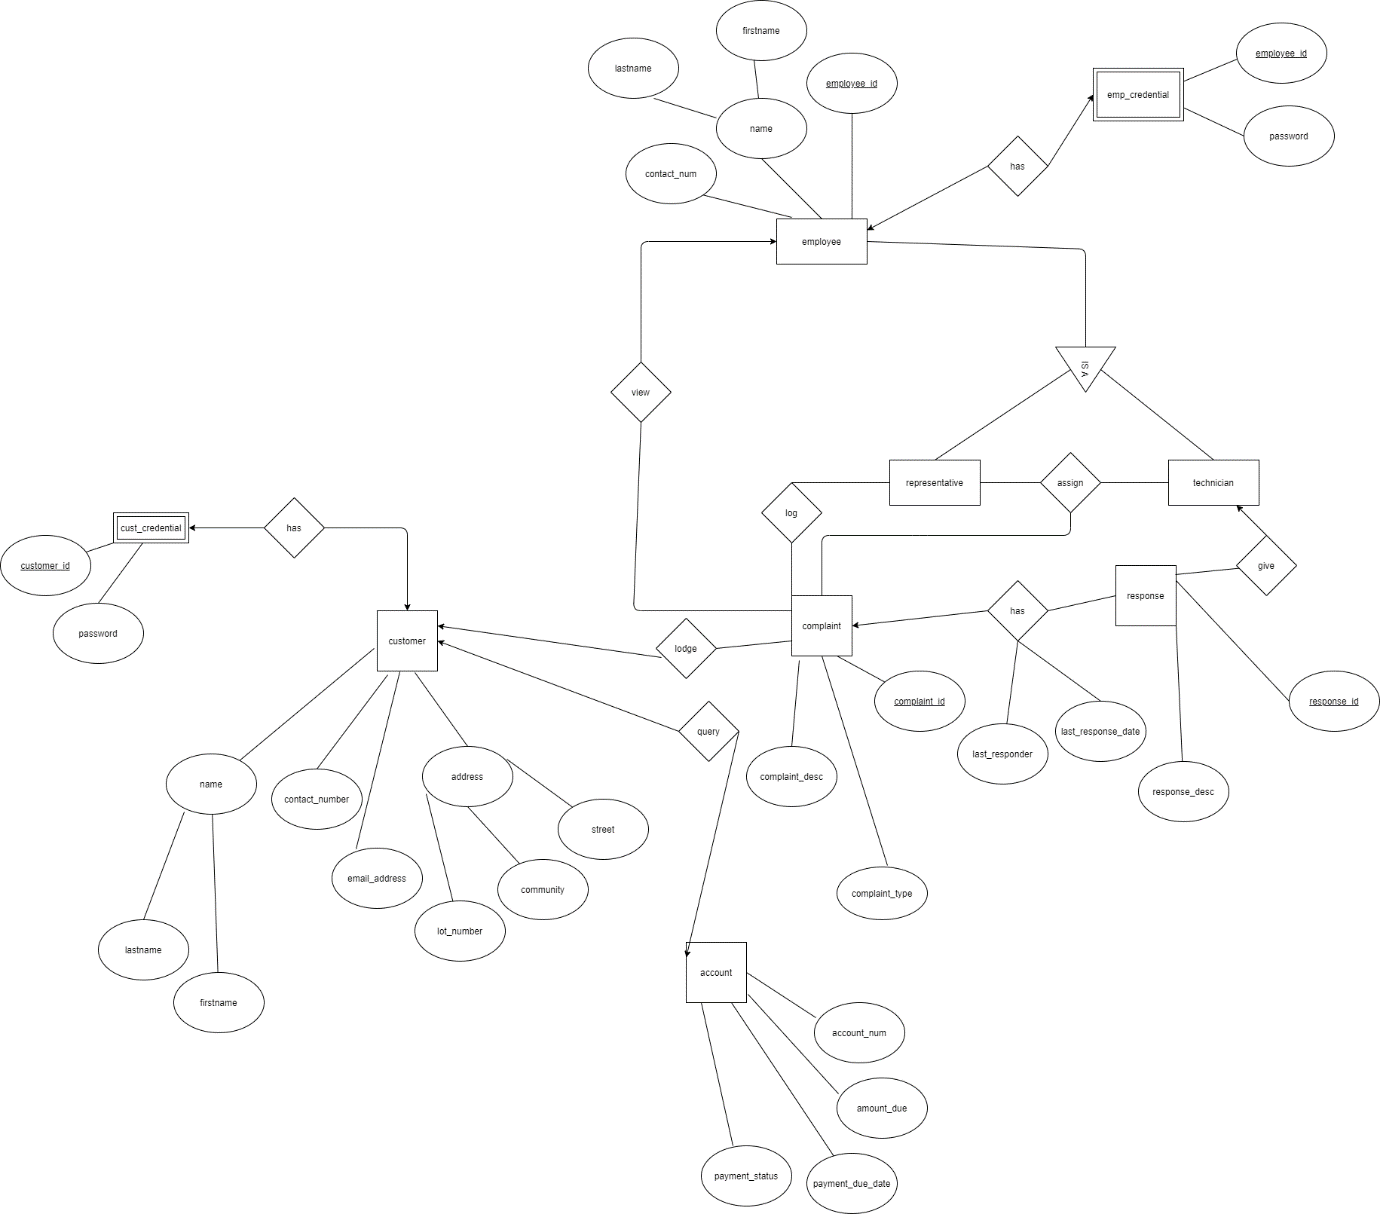 firstname
employee_id
lastname
employee_id
emp_credential
name
password
has
contact_num
employee
ISA
view
representative
assign
technician
log
cust_credential
has
customer_id
give
response
has
complaint
password
customer
lodge
complaint_id
response_id
query
last_response_date
last_responder
address
complaint_desc
name
response_desc
contact_number
street
email_address
community
complaint_type
lot_number
lastname
account
firstname
account_num
amount_due
payment_status
payment_due_date